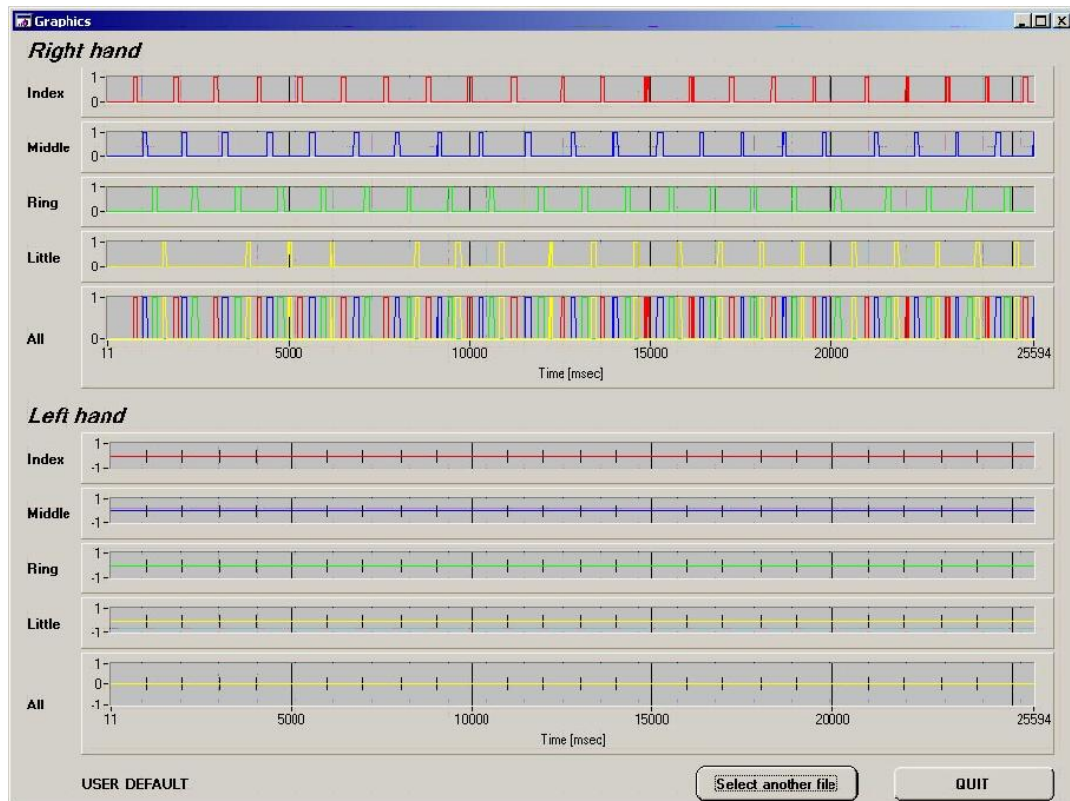 Graphics
Right hand
Index 1 0
Middle 1 0
Ring 1 0
Little 1 0
All 1 0
11 5000 10000 15000 20000 25594
Time [msec]
Left hand
Index 1 -1
Middle 1 -1
Ring 1 -1
Little 1 -1
All 1 0 -1
11 5000 10000 15000 20000 25594
Time [msec]
USER DEFAULT Select another file QUIT